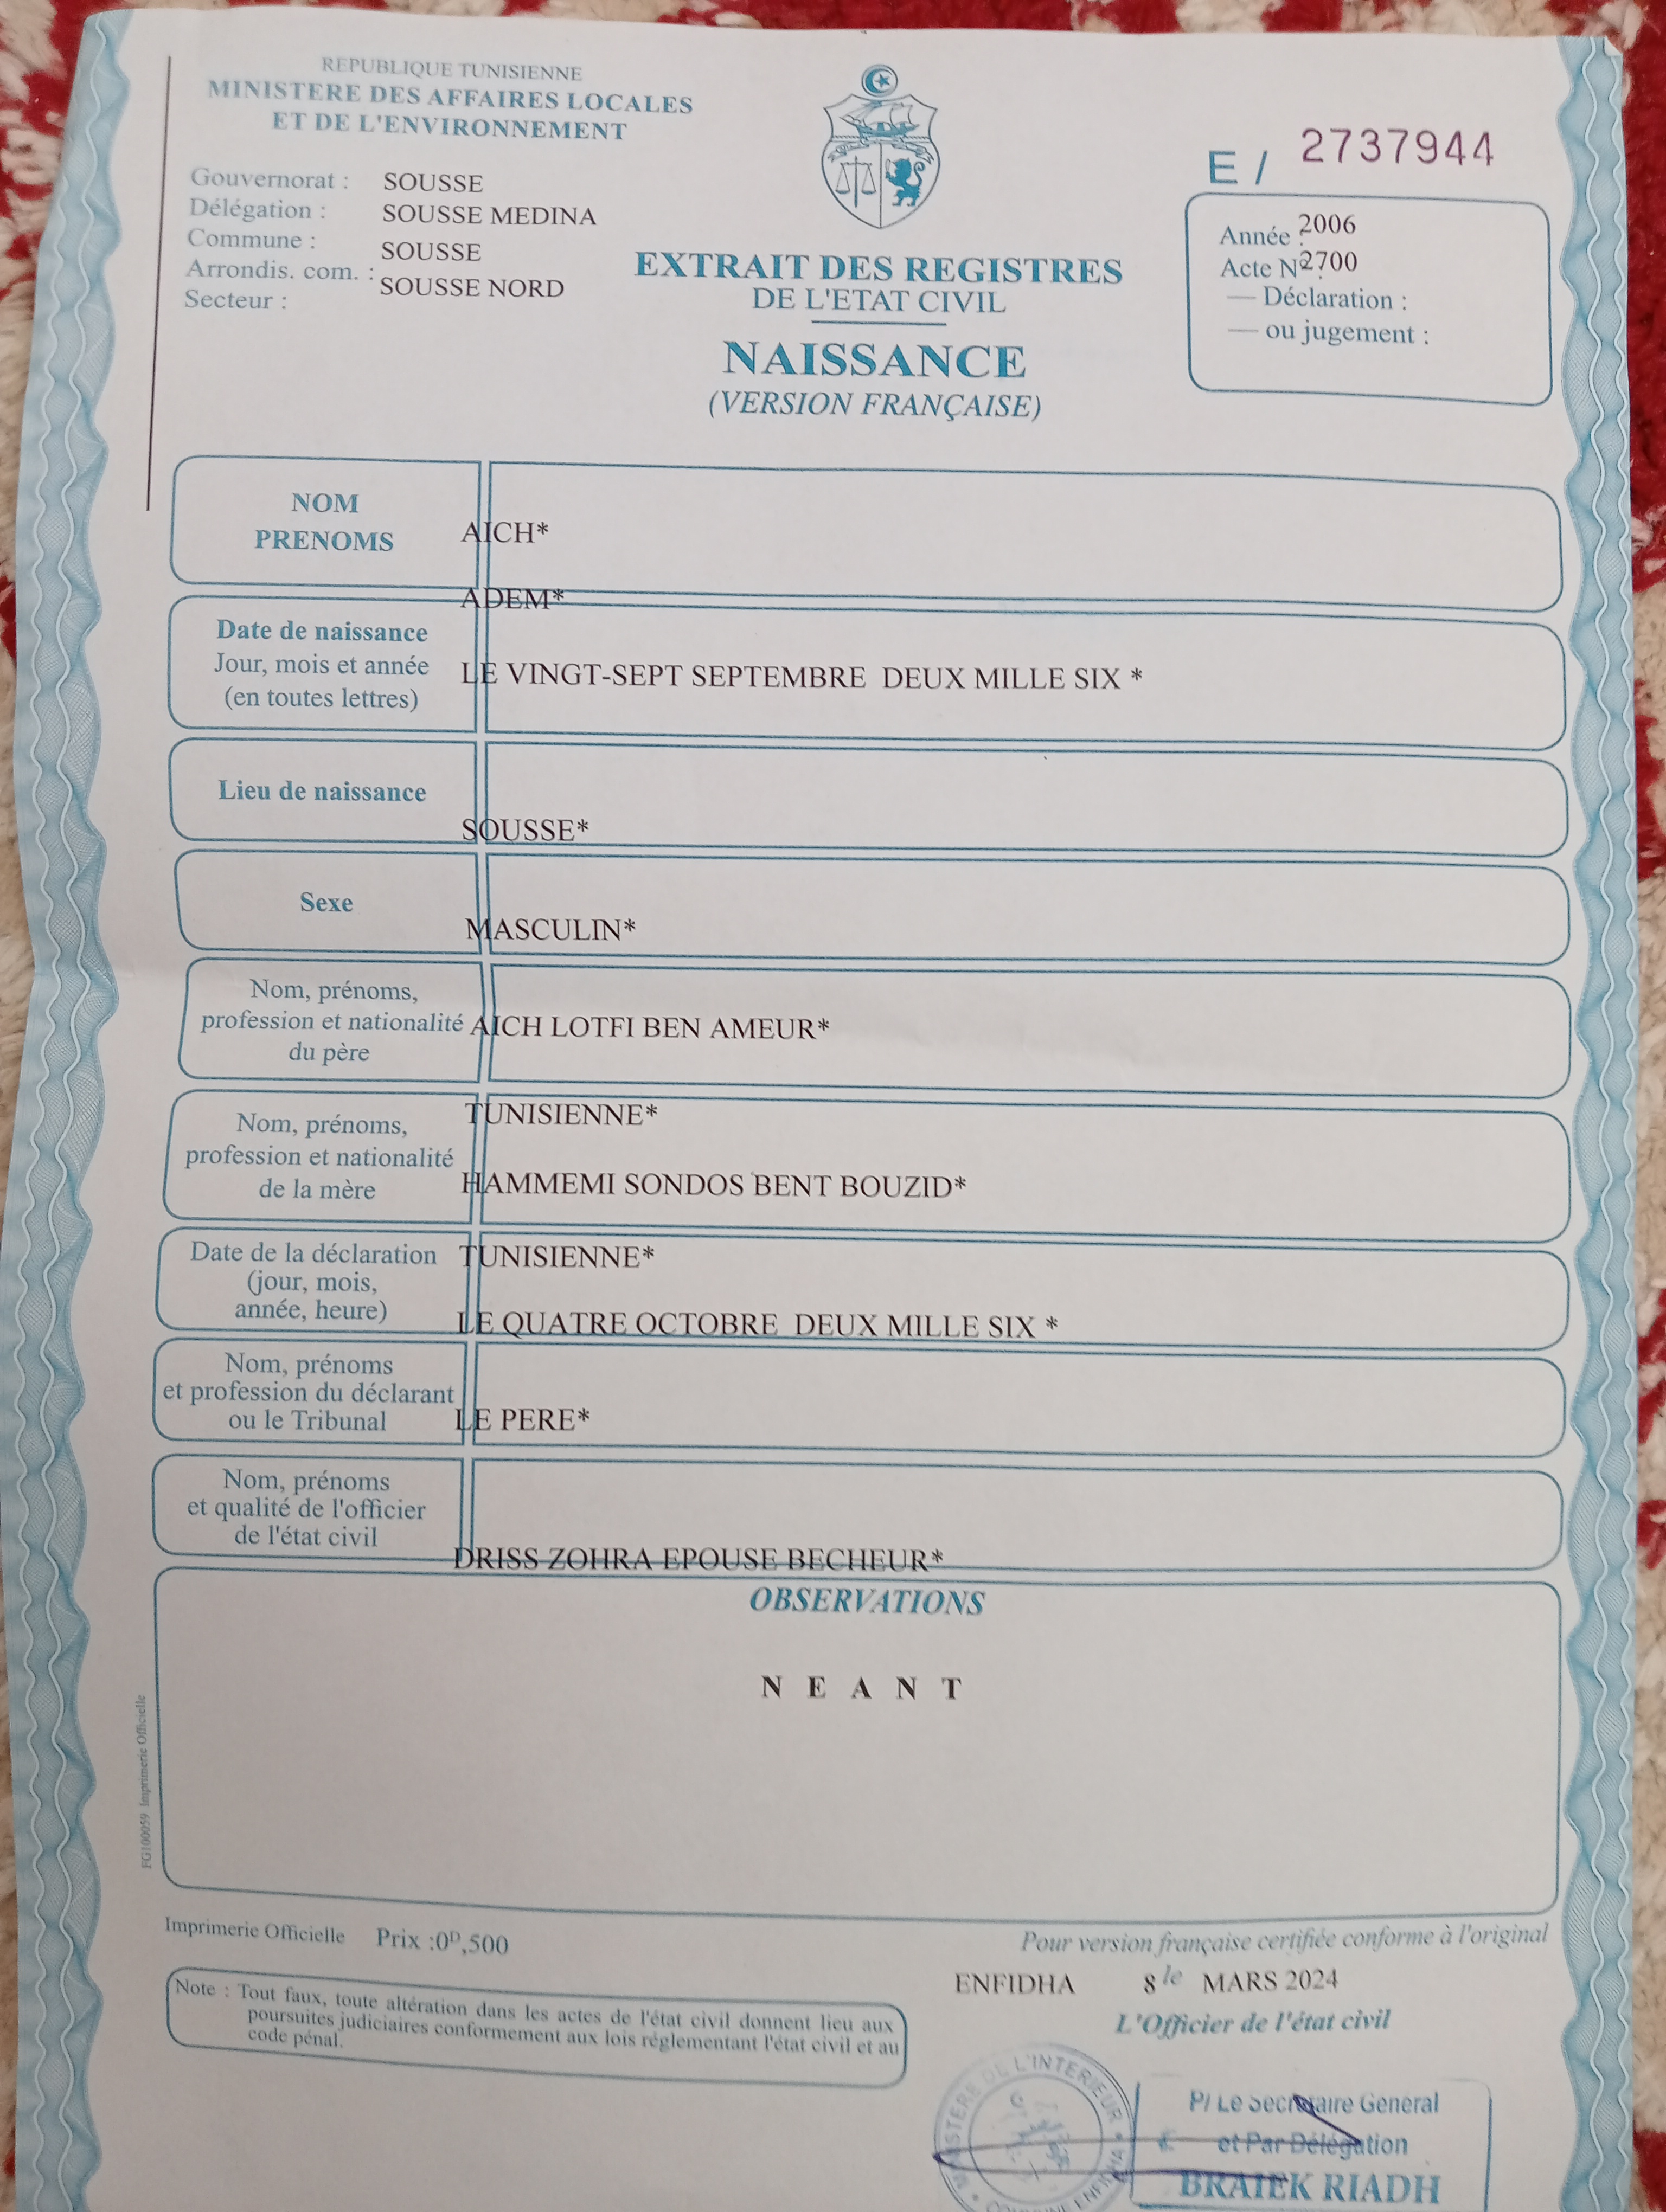 REPUBLIQUE TUNISIENNE
MINISTERE DES AFFAIRES LOCALES
ET DE L'ENVIRONNEMENT
Gouvernorat : SOUSSE
Délégation : SOUSSE MEDINA
Commune : SOUSSE
Arrondis. com. : SOUSSE NORD
Secteur :
E / 2737944
Année : 2006
Acte N° : 2700
— Déclaration :
— ou jugement :
EXTRAIT DES REGISTRES
DE L'ETAT CIVIL
NAISSANCE
(VERSION FRANÇAISE)
NOM
PRENOMS
AICH*
ADEM*
Date de naissance
Jour, mois et année
(en toutes lettres)
LE VINGT-SEPT SEPTEMBRE DEUX MILLE SIX *
Lieu de naissance
SOUSSE*
Sexe
MASCULIN*
Nom, prénoms,
profession et nationalité
du père
AICH LOTFI BEN AMEUR*
TUNISIENNE*
Nom, prénoms,
profession et nationalité
de la mère
HAMMEMI SONDOS BENT BOUZID*
TUNISIENNE*
Date de la déclaration
(jour, mois,
année, heure)
LE QUATRE OCTOBRE DEUX MILLE SIX *
Nom, prénoms
et profession du déclarant
ou le Tribunal
LE PERE*
Nom, prénoms
et qualité de l'officier
de l'état civil
DRISS ZOHRA EPOUSE BECHEUR*
OBSERVATIONS
N E A N T
FG100059 Imprimerie Officielle
Imprimerie Officielle Prix :0ᴰ,500
Pour version française certifiée conforme à l'original
ENFIDHA 8 le MARS 2024
L'Officier de l'état civil
Note : Tout faux, toute altération dans les actes de l'état civil donnent lieu aux
poursuites judiciaires conformement aux lois réglementant l'état civil et au
code pénal.
MINISTERE DE L'INTERIEUR
COMMUNE ENFIDHA
P/ Le Secretaire General
et Par Délégation
BRAIEK RIADH